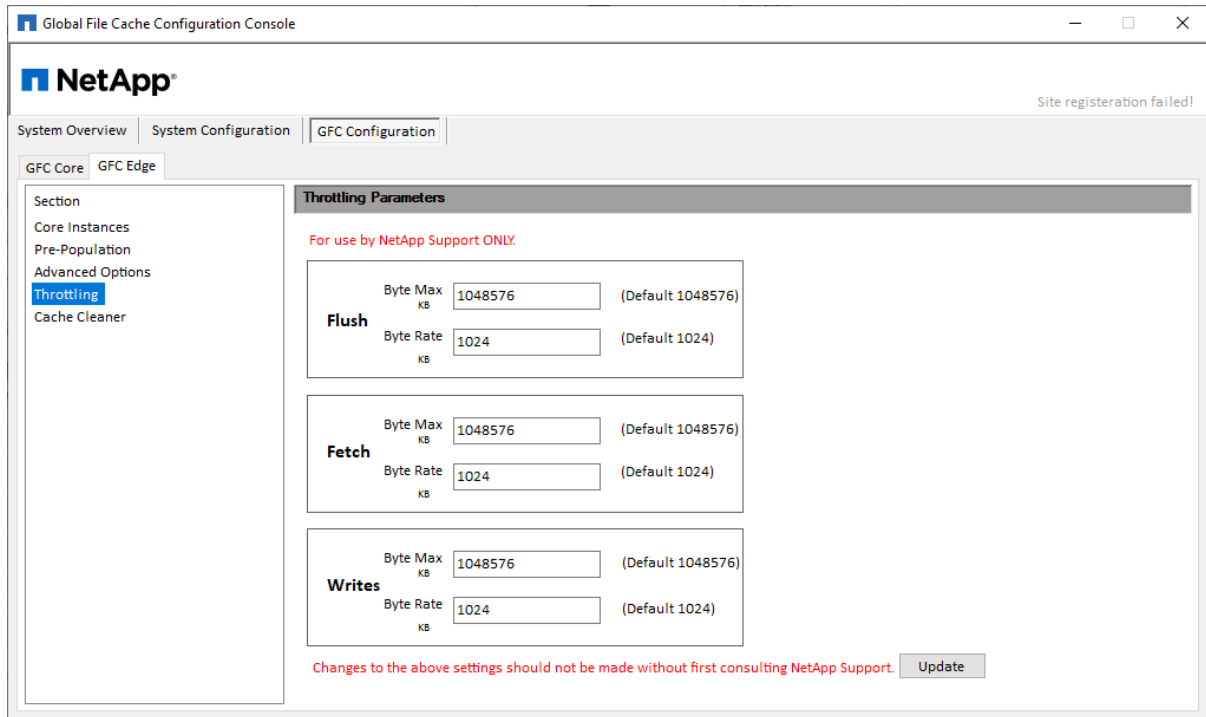 Global File Cache Configuration Console
NetApp®
Site registeration failed!
System Overview System Configuration GFC Configuration
GFC Core GFC Edge
Section
Core Instances
Pre-Population
Advanced Options
Throttling
Cache Cleaner
Throttling Parameters
For use by NetApp Support ONLY.
Flush
Byte Max KB 1048576 (Default 1048576)
Byte Rate KB 1024 (Default 1024)
Fetch
Byte Max KB 1048576 (Default 1048576)
Byte Rate KB 1024 (Default 1024)
Writes
Byte Max KB 1048576 (Default 1048576)
Byte Rate KB 1024 (Default 1024)
Changes to the above settings should not be made without first consulting NetApp Support. Update